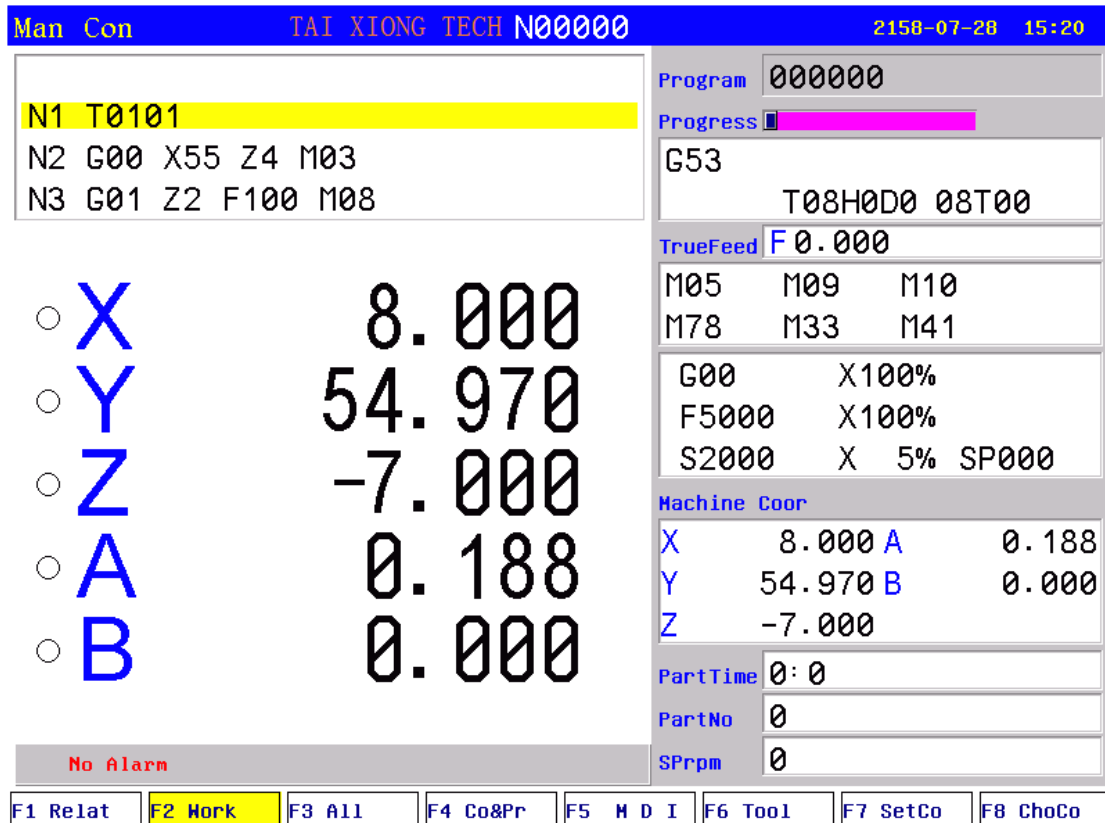 Man Con TAI XIONG TECH N00000 2158-07-28 15:20
N1 T0101
N2 G00 X55 Z4 M03
N3 G01 Z2 F100 M08
X 8.000
Y 54.970
Z -7.000
A 0.188
B 0.000
No Alarm
Program 000000
Progress
G53
T08H0D0 08T00
TrueFeed F 0.000
M05 M09 M10
M78 M33 M41
G00 X100%
F5000 X100%
S2000 X 5% SP000
Machine Coor
X 8.000 A 0.188
Y 54.970 B 0.000
Z -7.000
PartTime 0: 0
PartNo 0
SPrpm 0
F1 Relat F2 Work F3 All F4 Co&Pr F5 M D I F6 Tool F7 SetCo F8 ChoCo